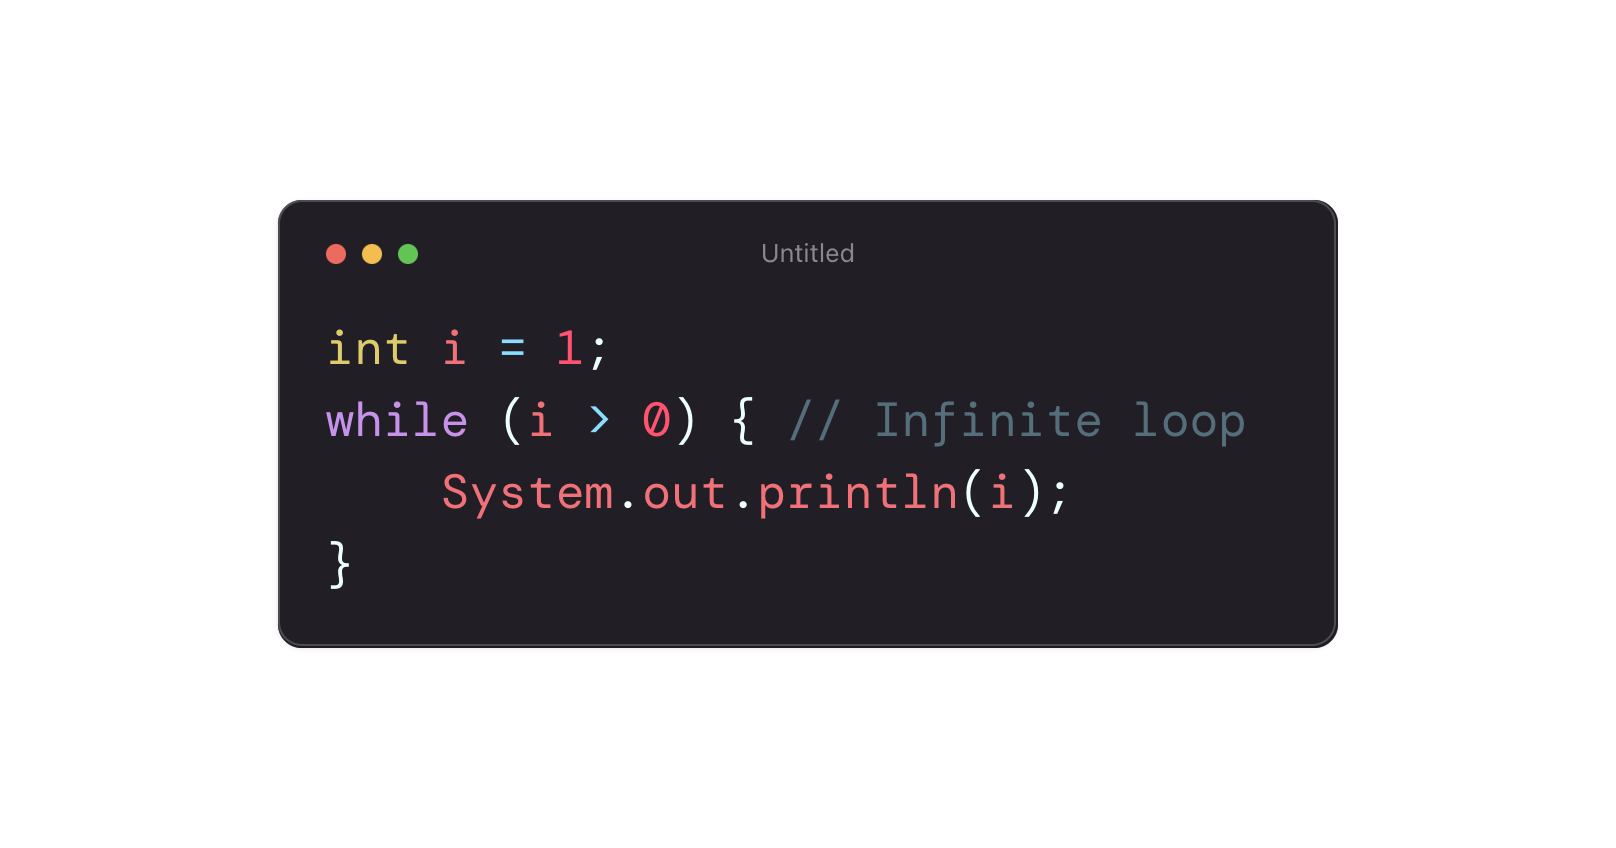 Untitled
int i = 1;
while (i > 0) { // Infinite loop
    System.out.println(i);
}